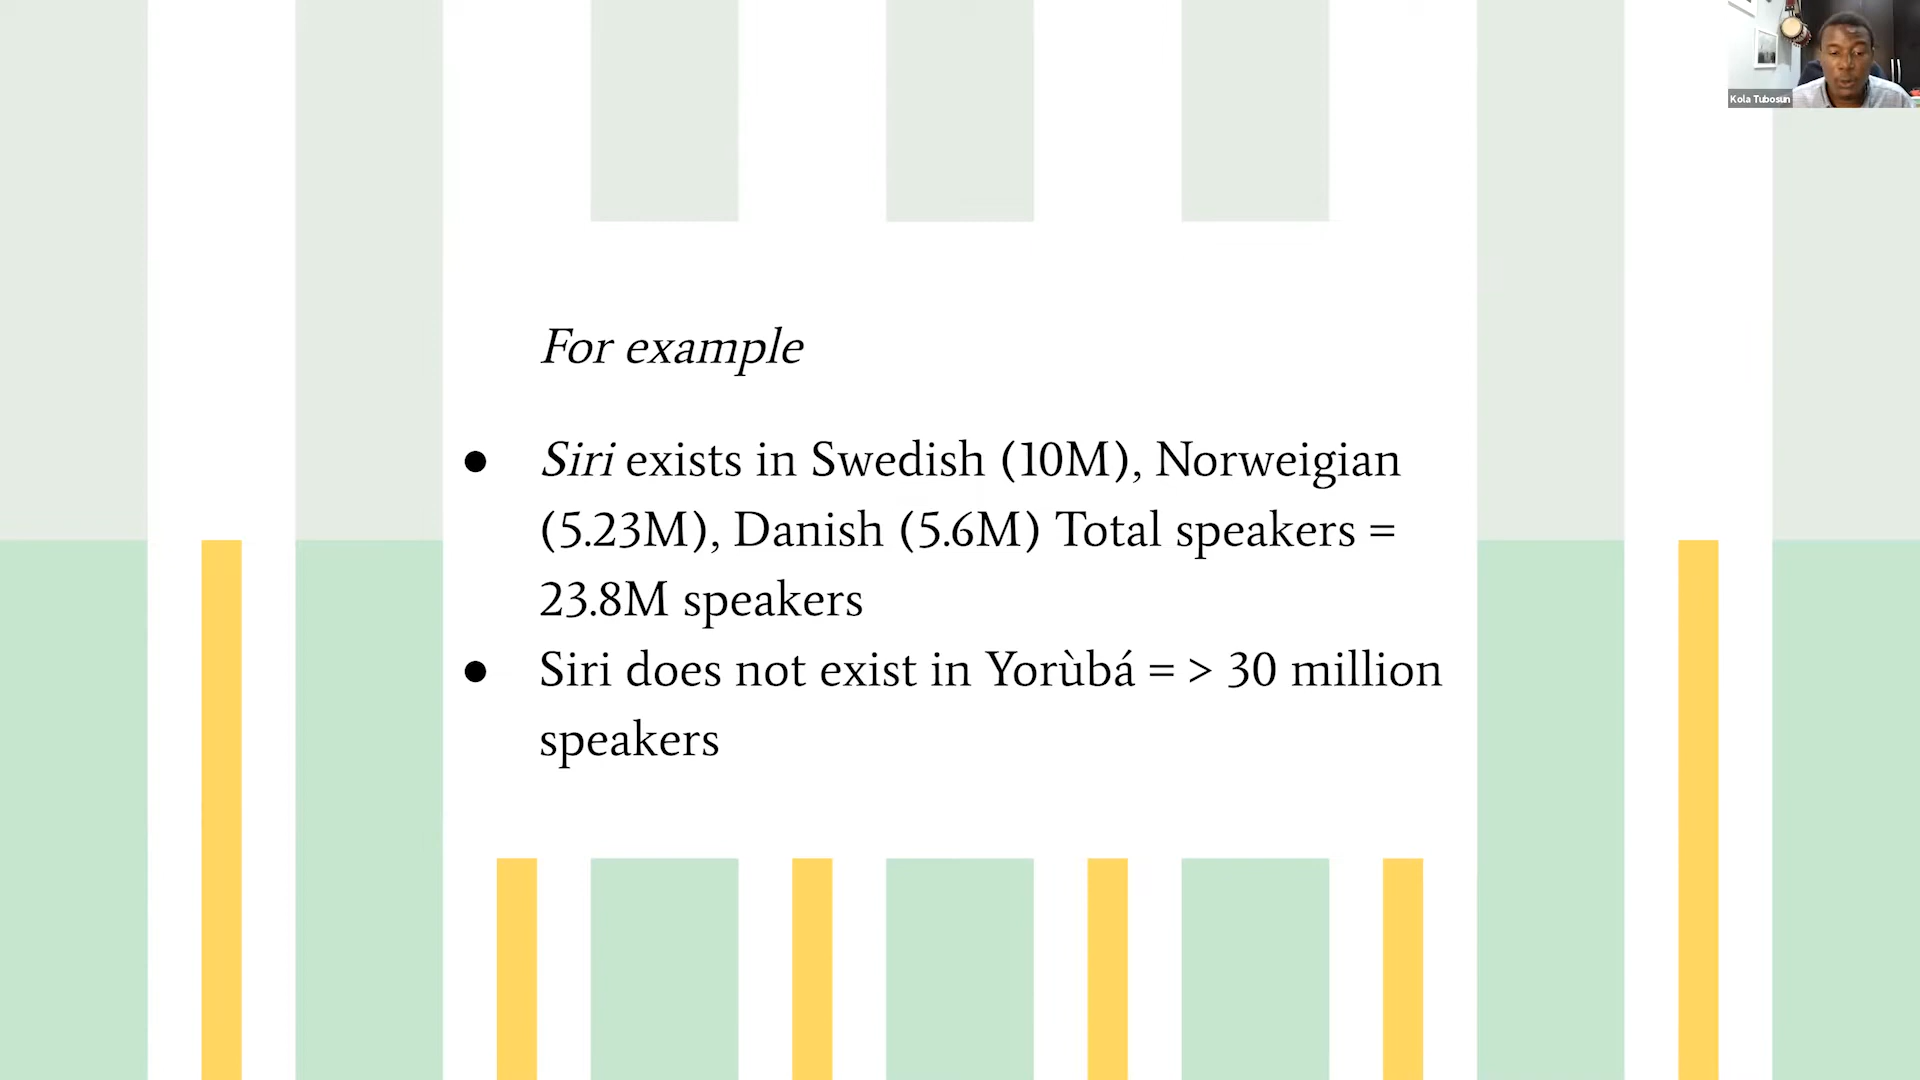 Kola Tubosun
For example
● Siri exists in Swedish (10M), Norweigian
(5.23M), Danish (5.6M) Total speakers =
23.8M speakers
● Siri does not exist in Yorùbá = > 30 million
speakers